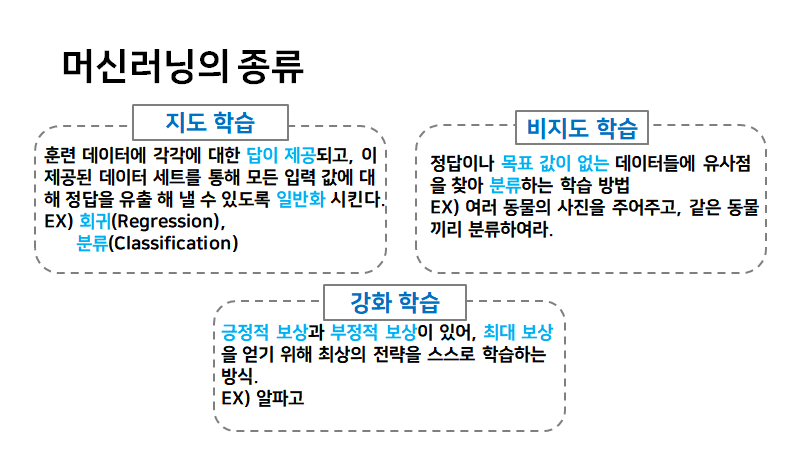 머신러닝의 종류
지도 학습
훈련 데이터에 각각에 대한 답이 제공되고, 이
제공된 데이터 세트를 통해 모든 입력 값에 대
해 정답을 유출 해 낼 수 있도록 일반화 시킨다.
EX) 회귀(Regression),
분류(Classification)
비지도 학습
정답이나 목표 값이 없는 데이터들에 유사점
을 찾아 분류하는 학습 방법
EX) 여러 동물의 사진을 주어주고, 같은 동물
끼리 분류하여라.
강화 학습
긍정적 보상과 부정적 보상이 있어, 최대 보상
을 얻기 위해 최상의 전략을 스스로 학습하는
방식.
EX) 알파고